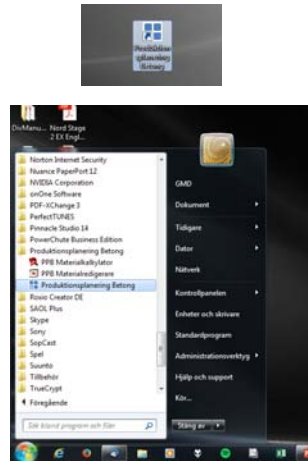 Produktion
splanering
Betong
DivManu...
Nord Stage
2 EX Engl...
Norton Internet Security
Nuance PaperPort 12
NVIDIA Corporation
onOne Software
PDF-XChange 3
PerfectTUNES
Pinnacle Studio 14
PowerChute Business Edition
Produktionsplanering Betong
PPB Materialkalkylator
PPB Materialredigerare
Produktionsplanering Betong
Roxio Creator DE
SAOL Plus
Skype
Sony
SopCast
Spel
Suunto
Tillbehör
TrueCrypt
Föregående
Sök bland program och filer
GMD
Dokument
Tidigare
Dator
Nätverk
Kontrollpanelen
Enheter och skrivare
Standardprogram
Administrationsverktyg
Hjälp och support
Kör...
Stäng av